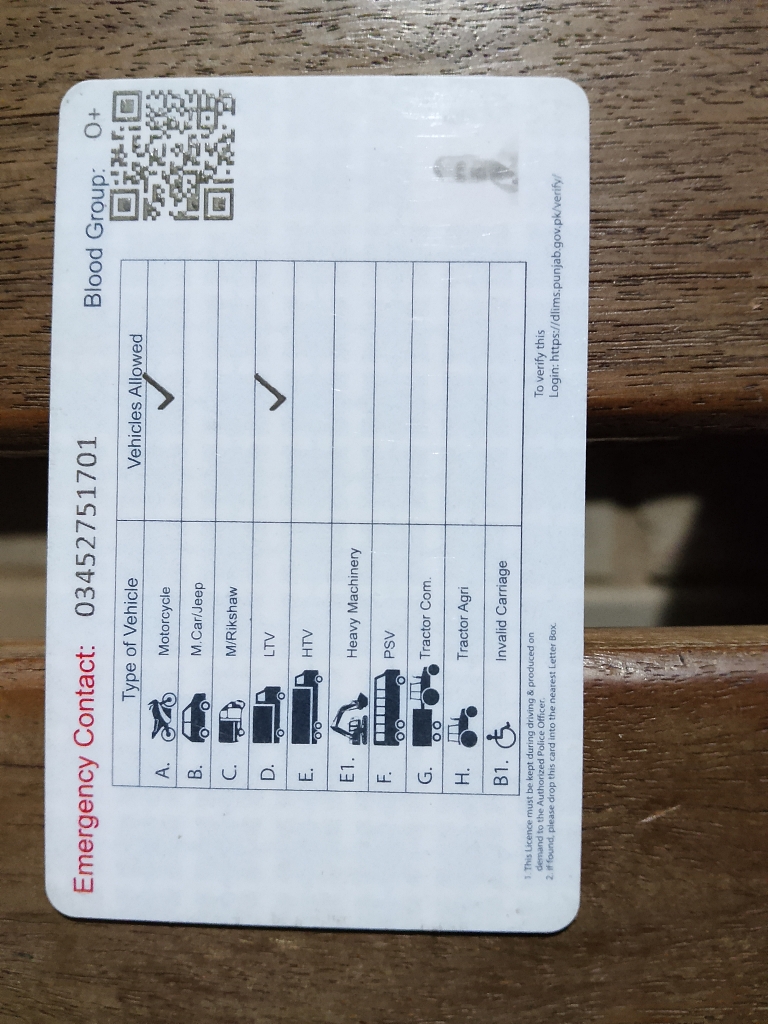 Emergency Contact: 03452751701 Blood Group: O+
Type of Vehicle Vehicles Allowed
A. Motorcycle ✓
B. M.Car/Jeep
C. M/Rikshaw
D. LTV ✓
E. HTV
E1. Heavy Machinery
F. PSV
G. Tractor Com.
H. Tractor Agri
B1. Invalid Carriage
1. This Licence must be kept during driving & produced on
demand to the Authorized Police Officer.
2. If found, please drop this card into the nearest Letter Box.
To verify this
Login: https://dlims.punjab.gov.pk/verify/